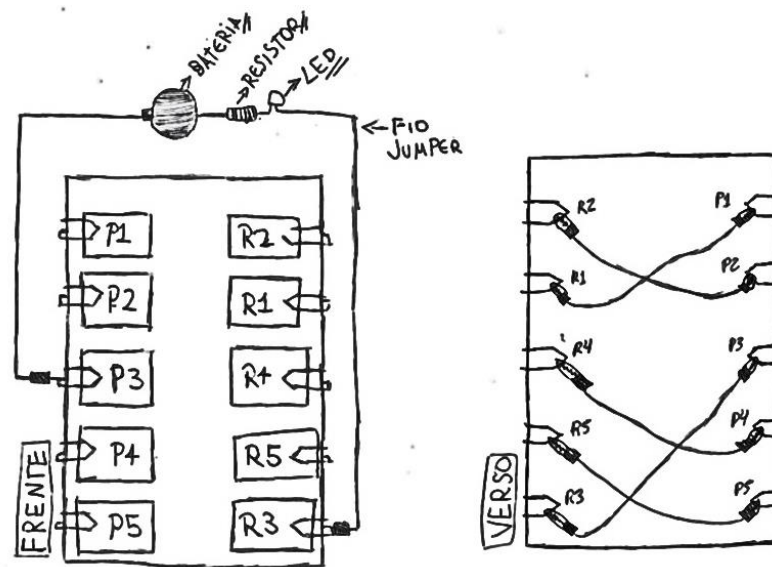 BATERIA
RESISTOR
LED
FIO
JUMPER
P1
R2
P2
R1
P3
R4
P4
R5
P5
R3
FRENTE
R2
P1
R1
P2
R4
P3
R5
P4
R3
P5
VERSO